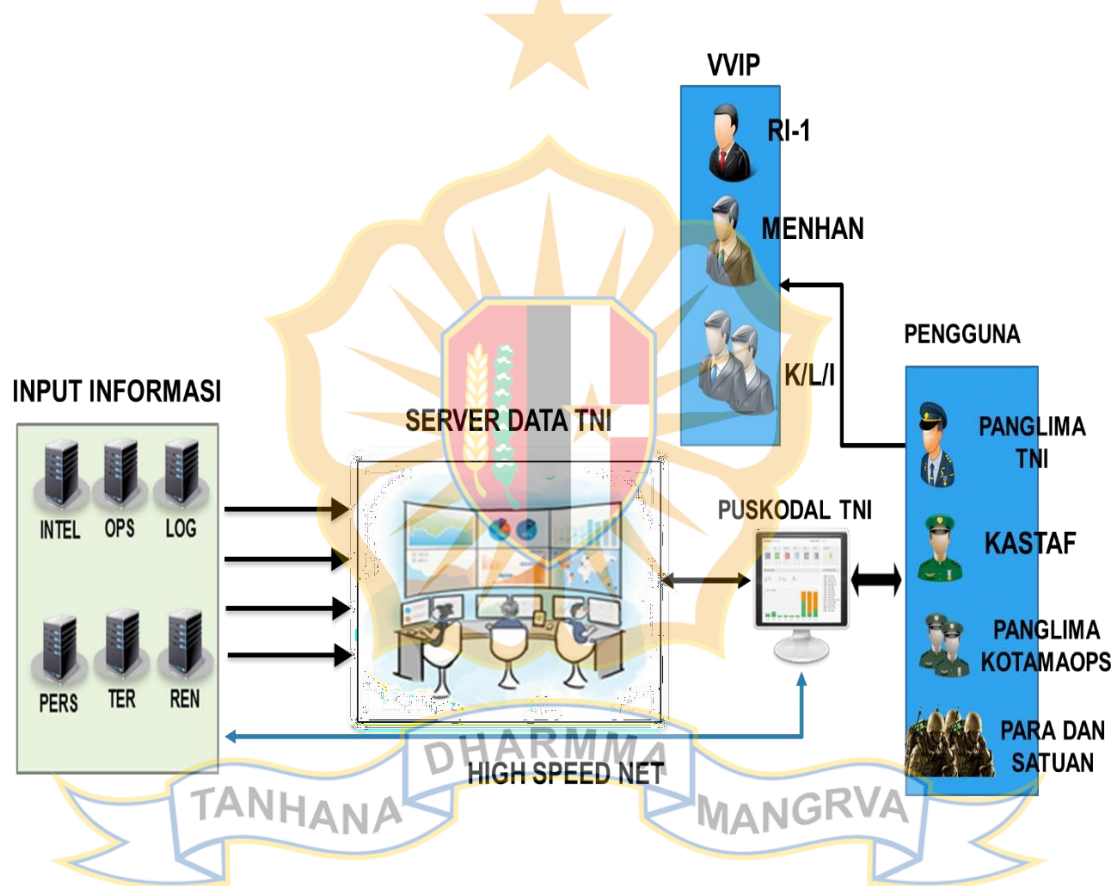 VVIP
RI-1
MENHAN
K/L/I
PENGGUNA
PANGLIMA
TNI
KASTAF
PANGLIMA
KOTAMAOPS
PARA DAN
SATUAN
INPUT INFORMASI
INTEL OPS LOG
PERS TER REN
SERVER DATA TNI
PUSKODAL TNI
HIGH SPEED NET
TANHANA DHARMMA MANGRVA